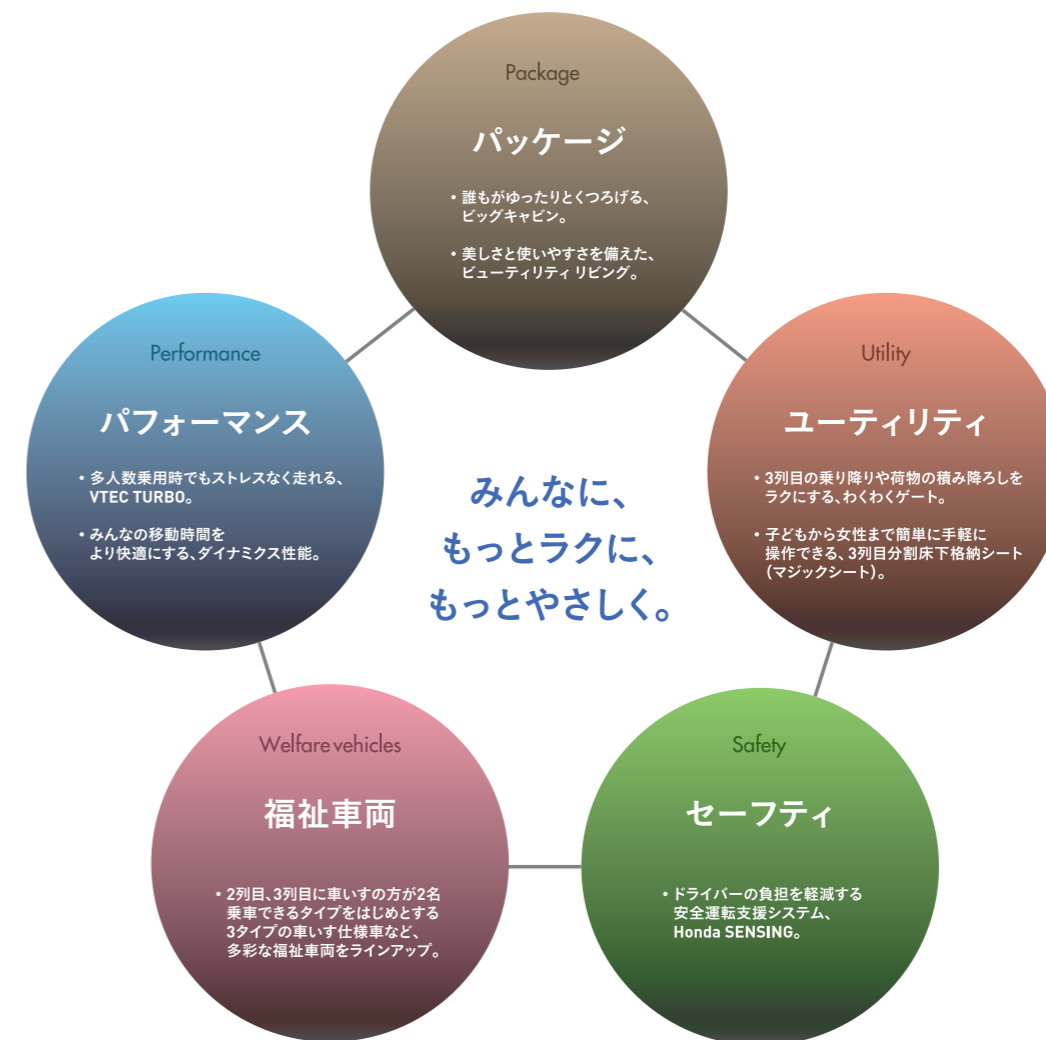 Package
パッケージ
• 誰もがゆったりとくつろげる、
ビッグキャビン。
• 美しさと使いやすさを備えた、
ビューティリティ リビング。
Performance
パフォーマンス
• 多人数乗用時でもストレスなく走れる、
VTEC TURBO。
• みんなの移動時間を
より快適にする、ダイナミクス性能。
Utility
ユーティリティ
• 3列目の乗り降りや荷物の積み降ろしを
ラクにする、わくわくゲート。
• 子どもから女性まで簡単に手軽に
操作できる、3列目分割床下格納シート
(マジックシート)。
みんなに、
もっとラクに、
もっとやさしく。
Welfare vehicles
福祉車両
• 2列目、3列目に車いすの方が2名
乗車できるタイプをはじめとする
3タイプの車いす仕様車など、
多彩な福祉車両をラインアップ。
Safety
セーフティ
• ドライバーの負担を軽減する
安全運転支援システム、
Honda SENSING。